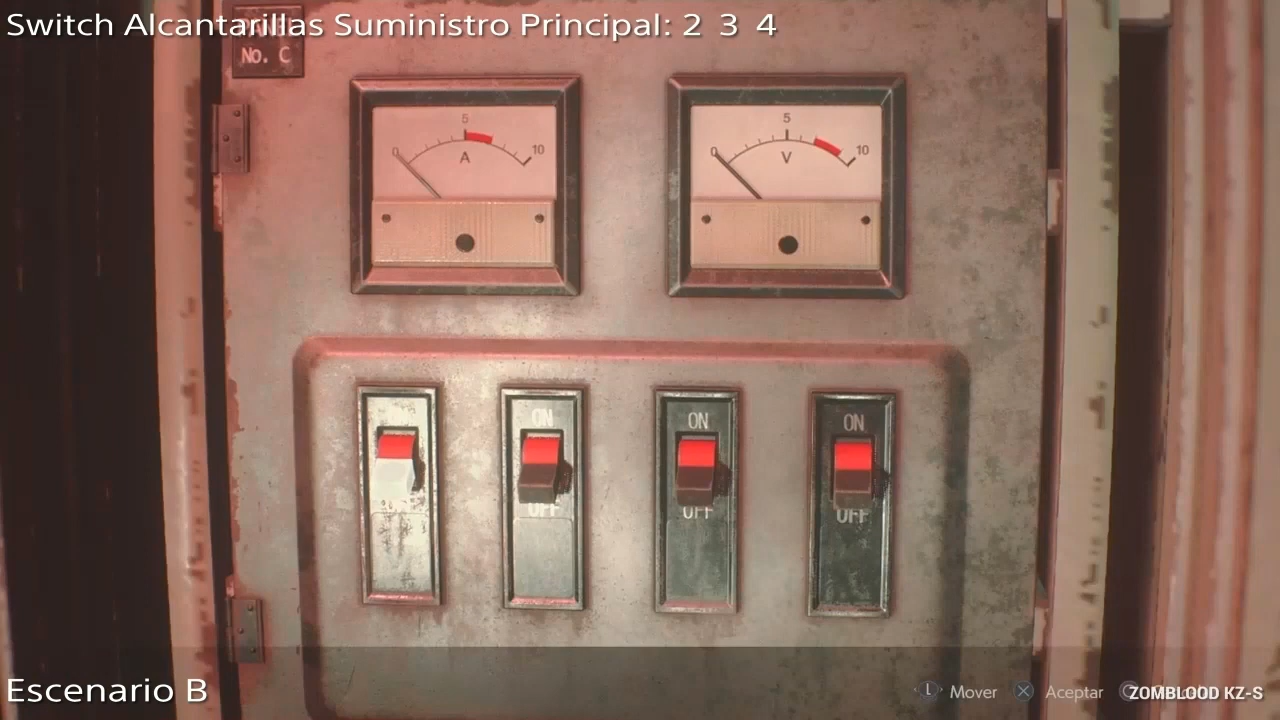 Switch Alcantarillas Suministro Principal: 2 3 4
No. C
0 5 10
A
0 5 10
V
ON ON ON
OFF OFF OFF
Escenario B
L Mover Aceptar ZOMBLOOD KZ-S